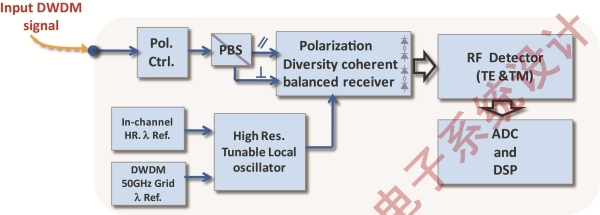 Input DWDM
signal
Pol.
Ctrl.
PBS
//
⊥
Polarization
Diversity coherent
balanced receiver
RF Detector
(TE &TM)
In-channel
HR. λ Ref.
High Res.
Tunable Local
oscillator
DWDM
50GHz Grid
λ Ref.
ADC
and
DSP
电子系统设计